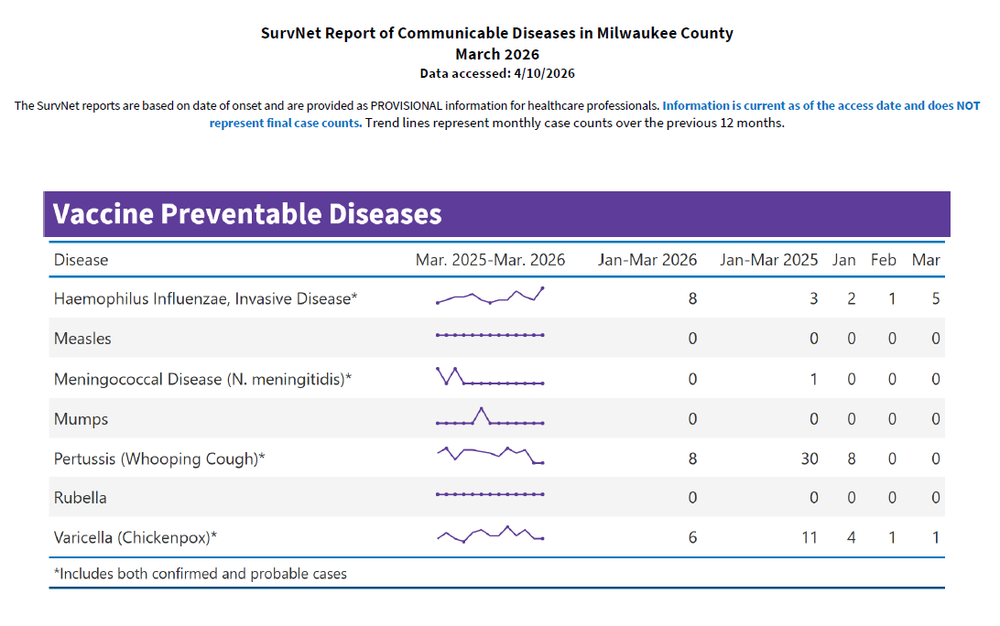 SurvNet Report of Communicable Diseases in Milwaukee County
March 2026
Data accessed: 4/10/2026
The SurvNet reports are based on date of onset and are provided as PROVISIONAL information for healthcare professionals. Information is current as of the access date and does NOT
represent final case counts. Trend lines represent monthly case counts over the previous 12 months.
Vaccine Preventable Diseases
Disease Mar. 2025-Mar. 2026 Jan-Mar 2026 Jan-Mar 2025 Jan Feb Mar
Haemophilus Influenzae, Invasive Disease* 8 3 2 1 5
Measles 0 0 0 0 0
Meningococcal Disease (N. meningitidis)* 0 1 0 0 0
Mumps 0 0 0 0 0
Pertussis (Whooping Cough)* 8 30 8 0 0
Rubella 0 0 0 0 0
Varicella (Chickenpox)* 6 11 4 1 1
*Includes both confirmed and probable cases